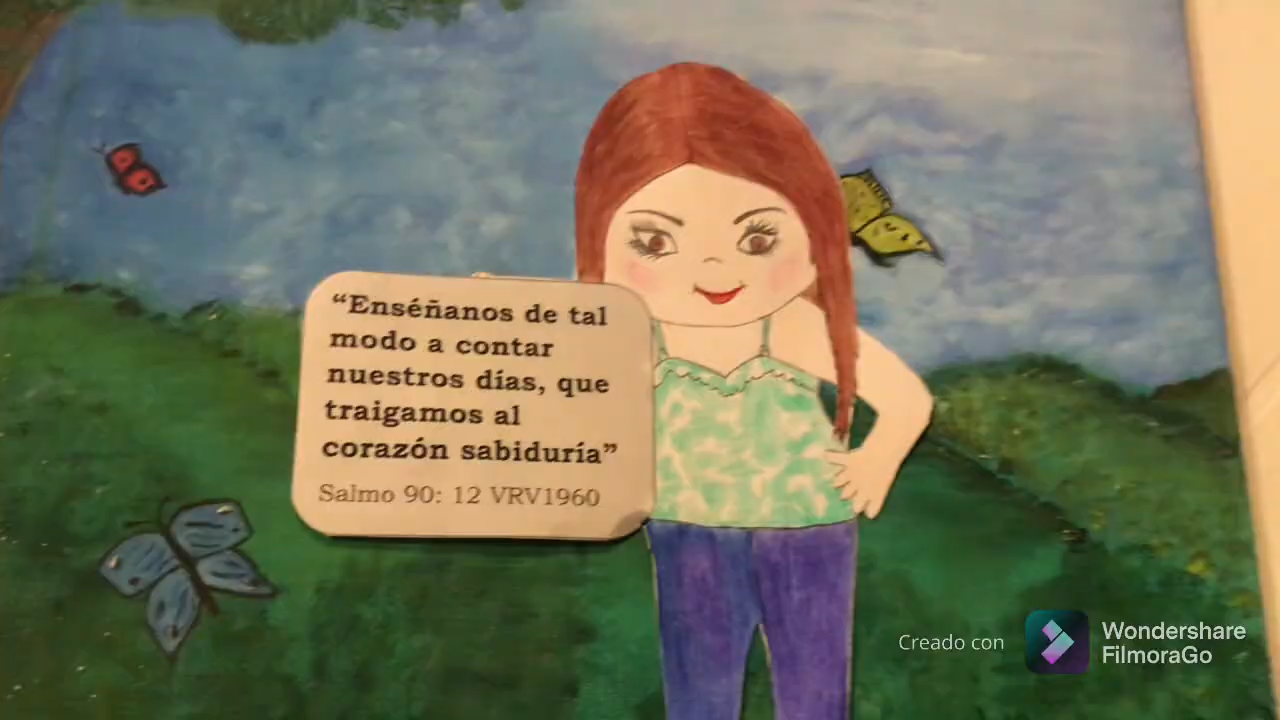 “Enséñanos de tal
modo a contar
nuestros días, que
traigamos al
corazón sabiduría”
Salmo 90: 12 VRV1960
Creado con
Wondershare
FilmoraGo